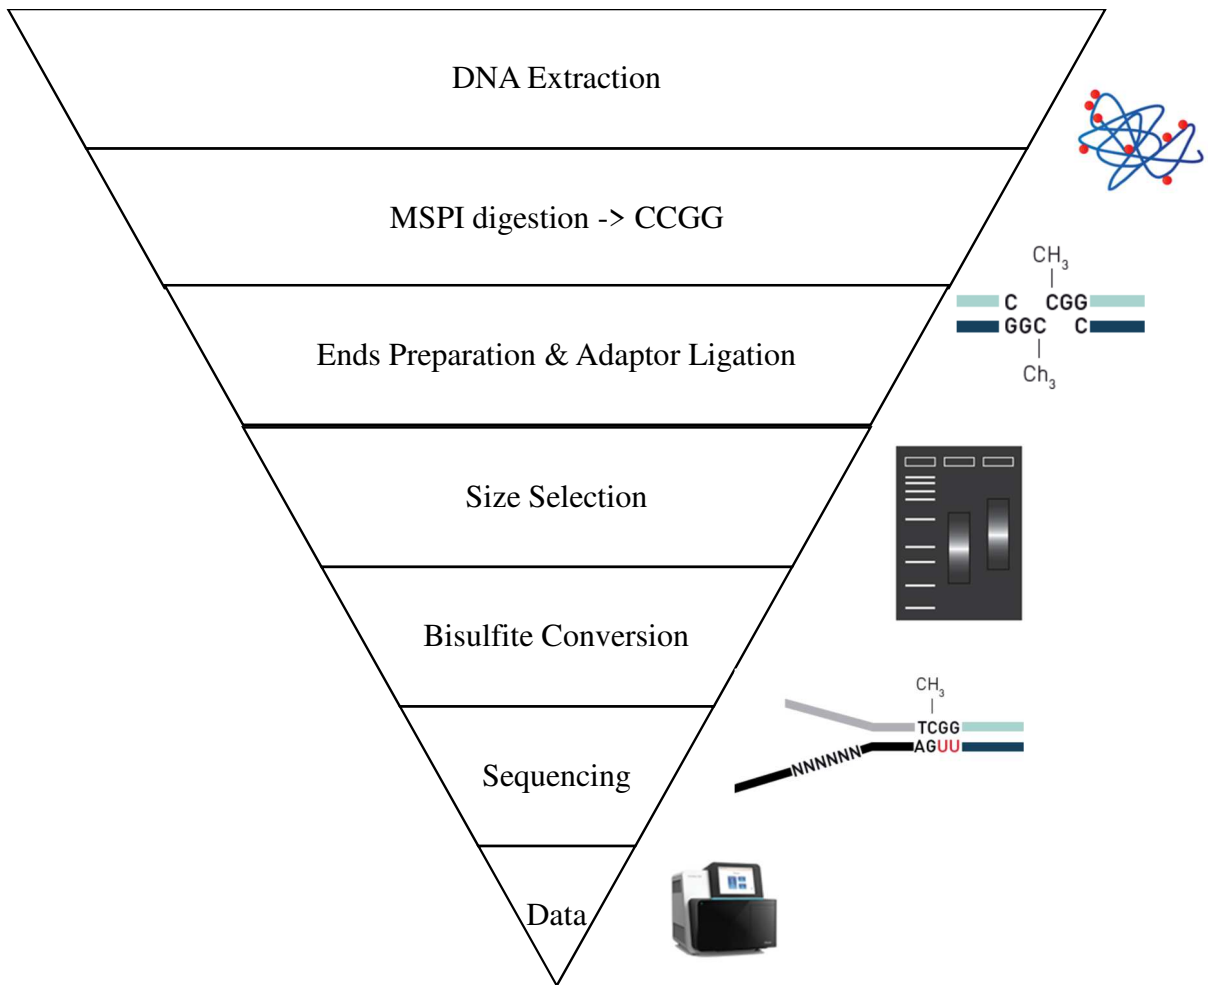 DNA Extraction
MSPI digestion -> CCGG
CH3
C CGG
GGC C
Ch3
Ends Preparation & Adaptor Ligation
Size Selection
Bisulfite Conversion
CH3
TCGG
AGUU
NNNNNN
Sequencing
Data